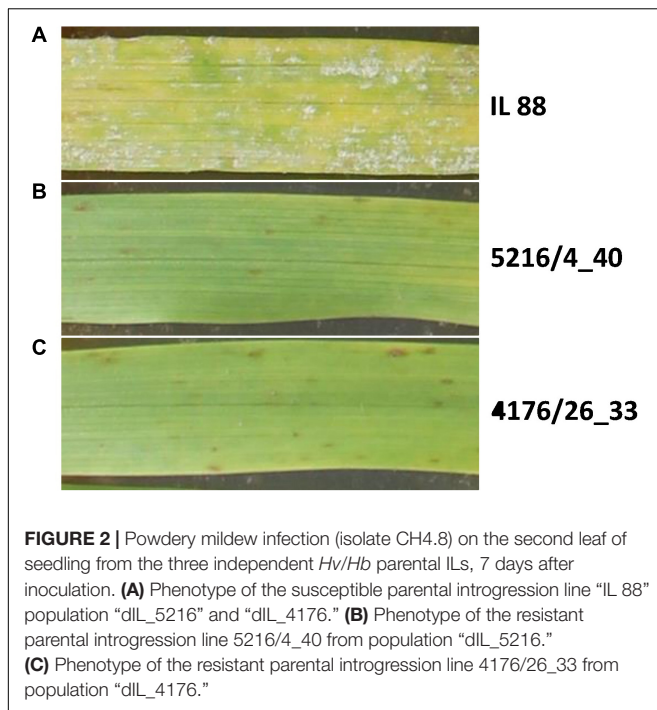 A
IL 88
B
5216/4_40
C
4176/26_33
FIGURE 2 | Powdery mildew infection (isolate CH4.8) on the second leaf of
seedling from the three independent Hv/Hb parental ILs, 7 days after
inoculation. (A) Phenotype of the susceptible parental introgression line “IL 88”
population “dIL_5216” and “dIL_4176.” (B) Phenotype of the resistant
parental introgression line 5216/4_40 from population “dIL_5216.”
(C) Phenotype of the resistant parental introgression line 4176/26_33 from
population “dIL_4176.”